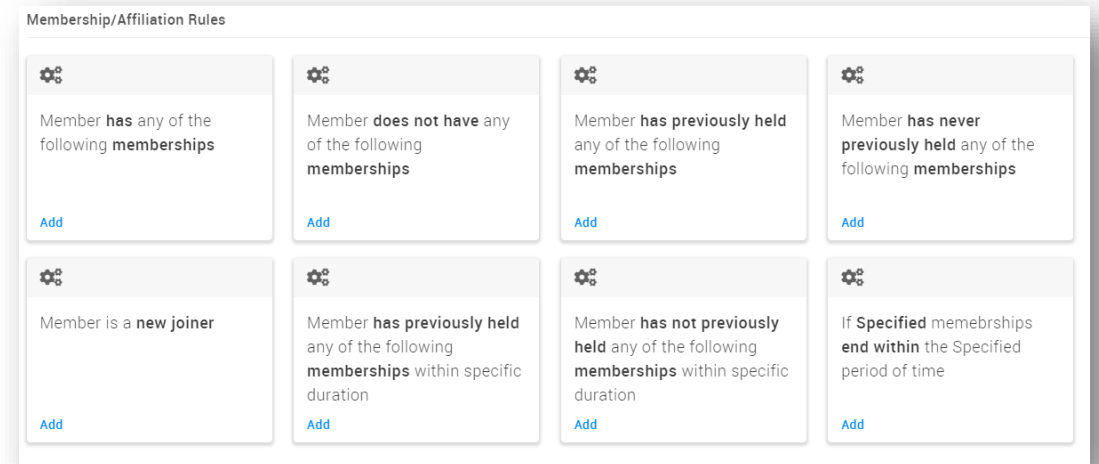 Membership/Affiliation Rules
Member has any of the
following memberships
Add
Member does not have any
of the following
memberships
Add
Member has previously held
any of the following
memberships
Add
Member has never
previously held any of the
following memberships
Add
Member is a new joiner
Add
Member has previously held
any of the following
memberships within specific
duration
Add
Member has not previously
held any of the following
memberships within specific
duration
Add
If Specified memebrships
end within the Specified
period of time
Add